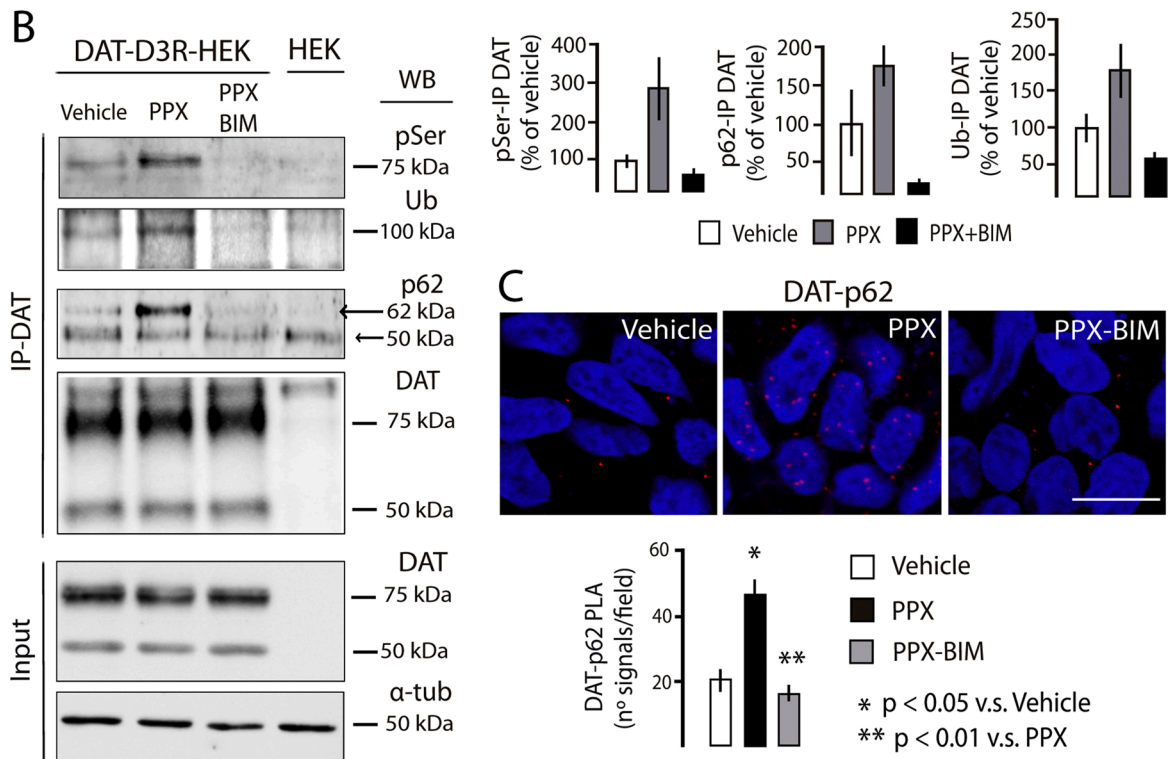 B
DAT-D3R-HEK HEK
WB
Vehicle PPX PPX BIM
pSer
75 kDa
Ub
100 kDa
p62
62 kDa
50 kDa
DAT
75 kDa
50 kDa
IP-DAT
DAT
75 kDa
50 kDa
α-tub
50 kDa
Input
pSer-IP DAT
(% of vehicle)
400
300
200
100
p62-IP DAT
(% of vehicle)
200
150
100
50
Ub-IP DAT
(% of vehicle)
250
200
150
100
50
Vehicle PPX PPX+BIM
C
DAT-p62
Vehicle PPX PPX-BIM
DAT-p62 PLA
(nº signals/field)
60
40
20
*
**
Vehicle
PPX
PPX-BIM
* p < 0.05 v.s. Vehicle
** p < 0.01 v.s. PPX